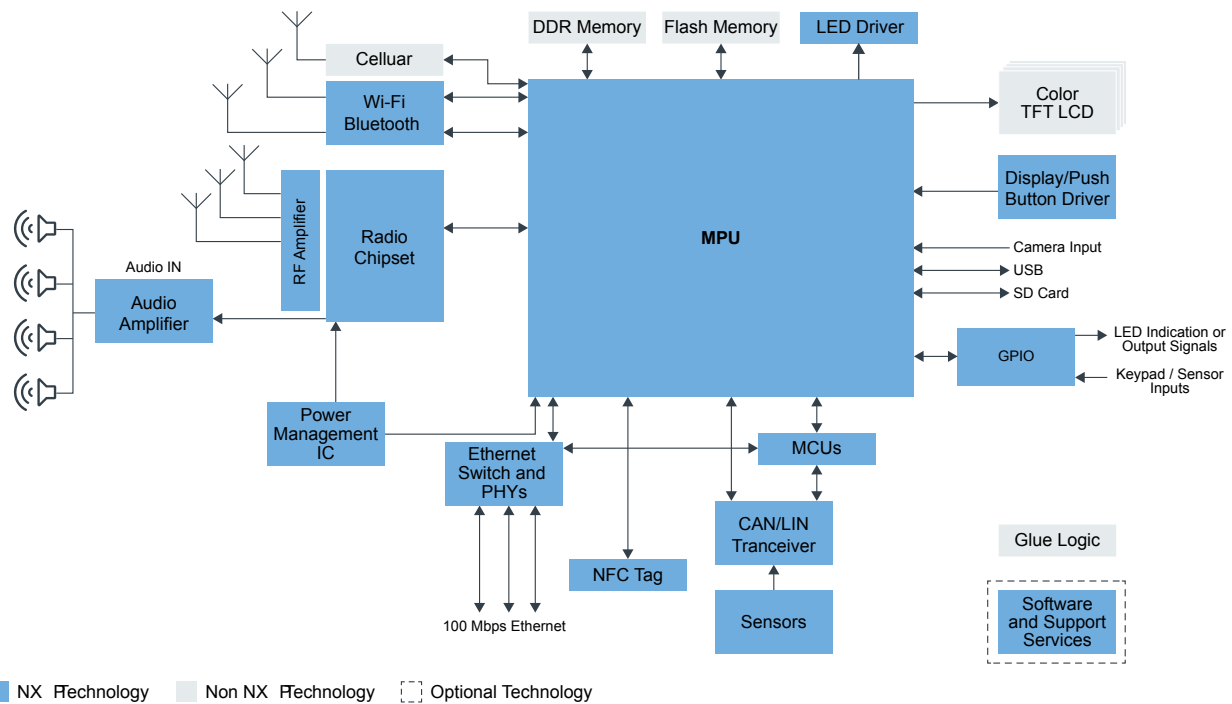 DDR Memory
Flash Memory
LED Driver
Celluar
Wi-Fi
Bluetooth
Color
TFT LCD
Display/Push
Button Driver
RF Amplifier
Radio
Chipset
MPU
Camera Input
USB
SD Card
Audio IN
Audio
Amplifier
GPIO
LED Indication or
Output Signals
Keypad / Sensor
Inputs
Power
Management
IC
Ethernet
Switch and
PHYs
MCUs
CAN/LIN
Tranceiver
NFC Tag
Sensors
100 Mbps Ethernet
Glue Logic
Software
and Support
Services
NX PTechnology
Non NX PTechnology
Optional Technology